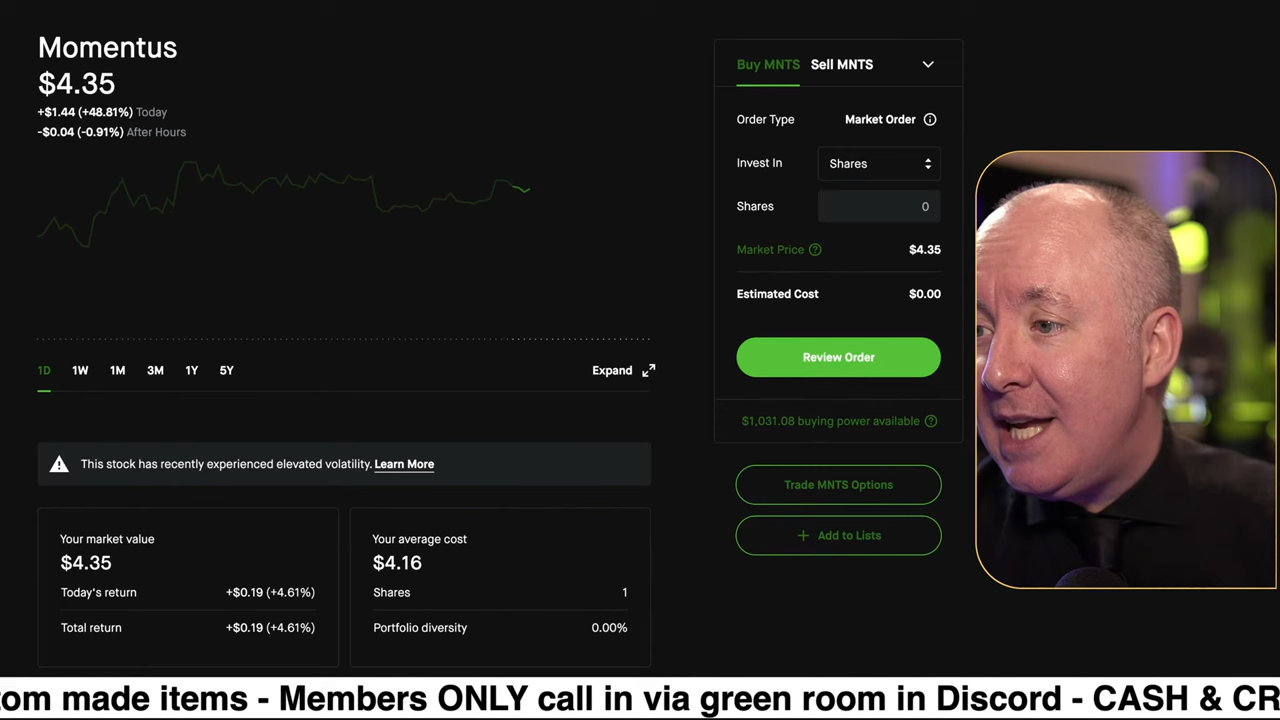 Momentus
$4.35
+$1.44 (+48.81%) Today
-$0.04 (-0.91%) After Hours
1D 1W 1M 3M 1Y 5Y Expand
This stock has recently experienced elevated volatility. Learn More
Your market value
$4.35
Today's return +$0.19 (+4.61%)
Total return +$0.19 (+4.61%)
Your average cost
$4.16
Shares 1
Portfolio diversity 0.00%
Buy MNTS Sell MNTS
Order Type Market Order
Invest In Shares
Shares 0
Market Price $4.35
Estimated Cost $0.00
Review Order
$1,031.08 buying power available
Trade MNTS Options
+ Add to Lists
tom made items - Members ONLY call in via green room in Discord - CASH & CR